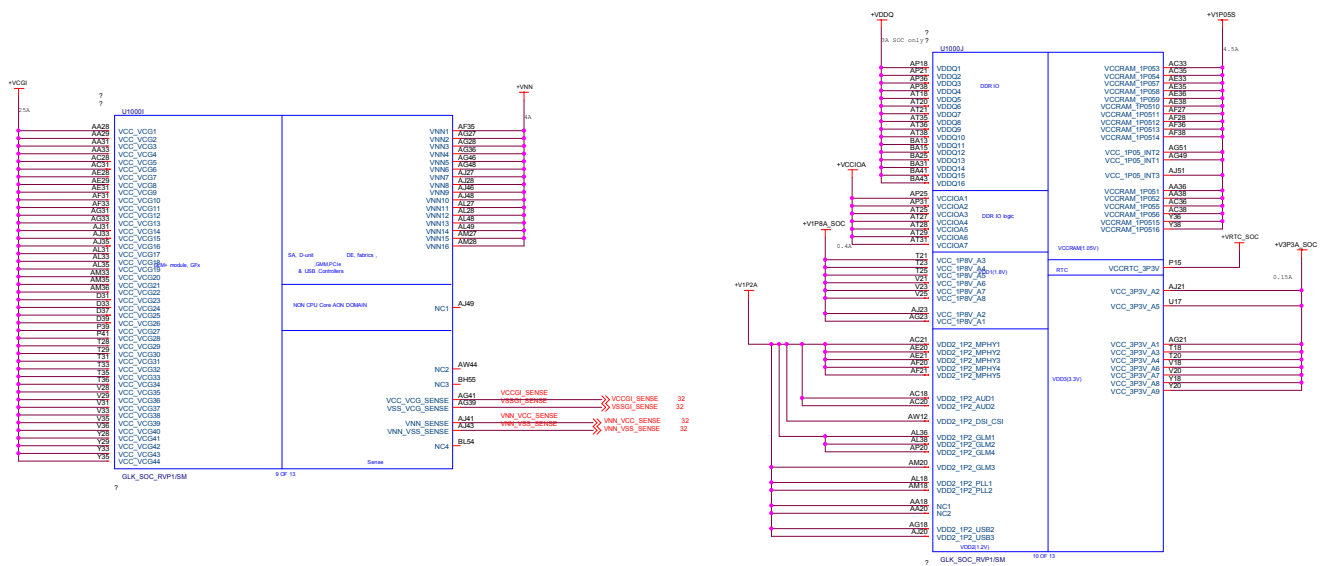 +VCGI
25A
?
?
U1000I
AA28 VCC_VCG1
AA29 VCC_VCG2
AA31 VCC_VCG3
AA33 VCC_VCG4
AC28 VCC_VCG5
AC31 VCC_VCG6
AE28 VCC_VCG7
AE29 VCC_VCG8
AE31 VCC_VCG9
AF31 VCC_VCG10
AF33 VCC_VCG11
AG31 VCC_VCG12
AG33 VCC_VCG13
AJ31 VCC_VCG14
AJ33 VCC_VCG15
AJ35 VCC_VCG16
AL31 VCC_VCG17
AL33 VCC_VCG18
AL35 VCC_VCG19
AM33 VCC_VCG20
AM35 VCC_VCG21
AM36 VCC_VCG22
D31 VCC_VCG23
D33 VCC_VCG24
D37 VCC_VCG25
D39 VCC_VCG26
P39 VCC_VCG27
P41 VCC_VCG28
T28 VCC_VCG29
T29 VCC_VCG30
T31 VCC_VCG31
T33 VCC_VCG32
T35 VCC_VCG33
T36 VCC_VCG34
V28 VCC_VCG35
V29 VCC_VCG36
V31 VCC_VCG37
V33 VCC_VCG38
V35 VCC_VCG39
V36 VCC_VCG40
Y28 VCC_VCG41
Y29 VCC_VCG42
Y33 VCC_VCG43
Y35 VCC_VCG44
module, GFx
SA, D-unit DE, fabrics ,
,GMM,PCIe
& USB Controllers
NON CPU Core AON DOMAIN
Sense
+VNN
4A
VNN1 AF35
VNN2 AG27
VNN3 AG28
VNN4 AG36
VNN5 AG46
VNN6 AG48
VNN7 AJ27
VNN8 AJ28
VNN9 AJ46
VNN10 AJ48
VNN11 AL27
VNN12 AL28
VNN13 AL48
VNN14 AL49
VNN15 AM27
VNN16 AM28
NC1 AJ49
NC2 AW44
NC3 BH55
VCC_VCG_SENSE AG41 VCCGI_SENSE VCCGI_SENSE 32
VSS_VCG_SENSE AG39 VSSGI_SENSE VSSGI_SENSE 32
VNN_SENSE AJ41 VNN_VCC_SENSE VNN_VCC_SENSE 32
VNN_VSS_SENSE AJ43 VNN_VSS_SENSE VNN_VSS_SENSE 32
NC4 BL54
GLK_SOC_RVP1/SM
9 OF 13
?
+VDDQ
3A SOC only
?
?
U1000J
AP18 VDDQ1
AP21 VDDQ2
AP36 VDDQ3
AP38 VDDQ4
AT18 VDDQ5
AT20 VDDQ6
AT21 VDDQ7
AT35 VDDQ8
AT36 VDDQ9
AT38 VDDQ10
BA13 VDDQ11
BA15 VDDQ12
BA25 VDDQ13
BA31 VDDQ14
BA41 VDDQ15
BA43 VDDQ16
DDR IO
+VCCIOA
0.4A
AP25 VCCIOA1
AP31 VCCIOA2
AT25 VCCIOA3
AT27 VCCIOA4
AT28 VCCIOA5
AT29 VCCIOA6
AT31 VCCIOA7
DDR IO logic
+V1P8A_SOC
T21 VCC_1P8V_A3
T23 VCC_1P8V_A4
T25 VCC_1P8V_A5
V21 VCC_1P8V_A6
V23 VCC_1P8V_A7
V25 VCC_1P8V_A8
AJ23 VCC_1P8V_A2
AG23 VCC_1P8V_A1
VDD1(1.8V)
+V1P2A
AC21 VDD2_1P2_MPHY1
AE20 VDD2_1P2_MPHY2
AE21 VDD2_1P2_MPHY3
AF20 VDD2_1P2_MPHY4
AF21 VDD2_1P2_MPHY5
AC18 VDD2_1P2_AUD1
AC20 VDD2_1P2_AUD2
AW12 VDD2_1P2_DSI_CSI
AL36 VDD2_1P2_GLM1
AL38 VDD2_1P2_GLM2
AP20 VDD2_1P2_GLM4
AM20 VDD2_1P2_GLM3
AL18 VDD2_1P2_PLL1
AM18 VDD2_1P2_PLL2
AA18 NC1
AA20 NC2
AG18 VDD2_1P2_USB2
AJ20 VDD2_1P2_USB3
VDD2(1.2V)
+V1P05S
4.5A
VCCRAM_1P053 AC33
VCCRAM_1P054 AC35
VCCRAM_1P057 AE33
VCCRAM_1P058 AE35
VCCRAM_1P059 AE36
VCCRAM_1P0510 AE38
VCCRAM_1P0511 AF27
VCCRAM_1P0512 AF28
VCCRAM_1P0513 AF36
VCCRAM_1P0514 AF38
VCC_1P05_INT2 AG51
VCC_1P05_INT1 AG49
VCC_1P05_INT3 AJ51
VCCRAM_1P051 AA36
VCCRAM_1P052 AA38
VCCRAM_1P055 AC36
VCCRAM_1P056 AC38
VCCRAM_1P0515 Y36
VCCRAM_1P0516 Y38
VCCRAM(1.05V)
+VRTC_SOC
RTC
VCCRTC_3P3V P15
+V3P3A_SOC
0.15A
VCC_3P3V_A2 AJ21
VCC_3P3V_A5 U17
VCC_3P3V_A1 AG21
VCC_3P3V_A3 T18
VCC_3P3V_A4 T20
VCC_3P3V_A6 V18
VCC_3P3V_A7 V20
VCC_3P3V_A8 Y18
VCC_3P3V_A9 Y20
VDD3(3.3V)
GLK_SOC_RVP1/SM
10 OF 13
?